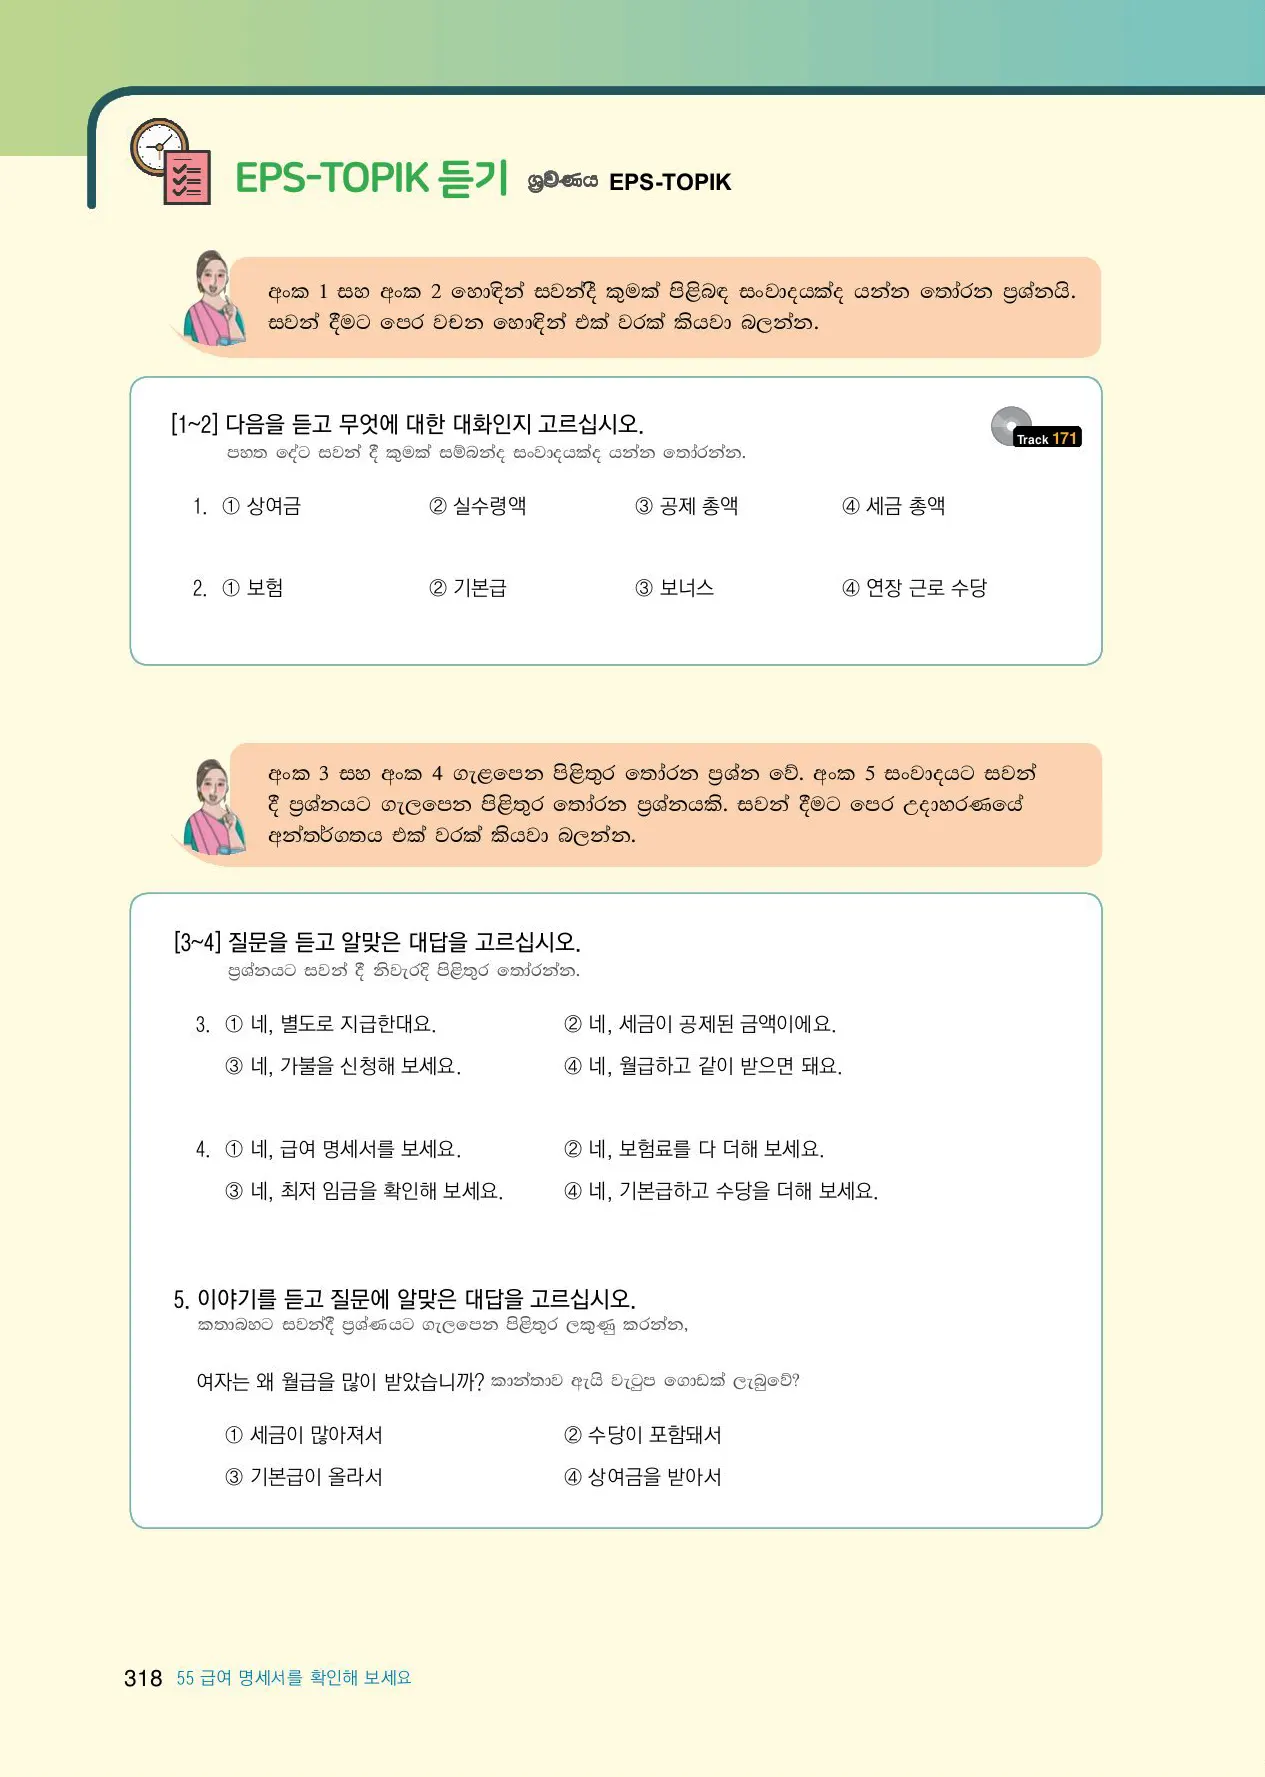 EPS-TOPIK 듣기 ශ්‍රවණය EPS-TOPIK
අංක 1 සහ අංක 2 හොඳින් සවන්දී කුමක් පිළිබඳ සංවාදයක්ද යන්න තෝරන ප්‍රශ්නයි.
සවන් දීමට පෙර වචන හොඳින් එක් වරක් කියවා බලන්න.
[1~2] 다음을 듣고 무엇에 대한 대화인지 고르십시오.
Track 171
පහත දේට සවන් දී කුමක් සම්බන්ද සංවාදයක්ද යන්න තෝරන්න.
1. ① 상여금 ② 실수령액 ③ 공제 총액 ④ 세금 총액
2. ① 보험 ② 기본급 ③ 보너스 ④ 연장 근로 수당
අංක 3 සහ අංක 4 ගැළපෙන පිළිතුර තෝරන ප්‍රශ්න වේ. අංක 5 සංවාදයට සවන්
දී ප්‍රශ්නයට ගැලපෙන පිළිතුර තෝරන ප්‍රශ්නයකි. සවන් දීමට පෙර උදාහරණයේ
අන්තර්ගතය එක් වරක් කියවා බලන්න.
[3~4] 질문을 듣고 알맞은 대답을 고르십시오.
ප්‍රශ්නයට සවන් දී නිවැරදි පිළිතුර තෝරන්න.
3. ① 네, 별도로 지급한대요. ② 네, 세금이 공제된 금액이에요.
③ 네, 가불을 신청해 보세요. ④ 네, 월급하고 같이 받으면 돼요.
4. ① 네, 급여 명세서를 보세요. ② 네, 보험료를 다 더해 보세요.
③ 네, 최저 임금을 확인해 보세요. ④ 네, 기본급하고 수당을 더해 보세요.
5. 이야기를 듣고 질문에 알맞은 대답을 고르십시오.
කතාබහට සවන්දී ප්‍රශ්ණයට ගැලපෙන පිළිතුර ලකුණු කරන්න,
여자는 왜 월급을 많이 받았습니까? කාන්තාව ඇයි වැටුප ගොඩක් ලැබුවේ?
① 세금이 많아져서 ② 수당이 포함돼서
③ 기본급이 올라서 ④ 상여금을 받아서
318 55 급여 명세서를 확인해 보세요